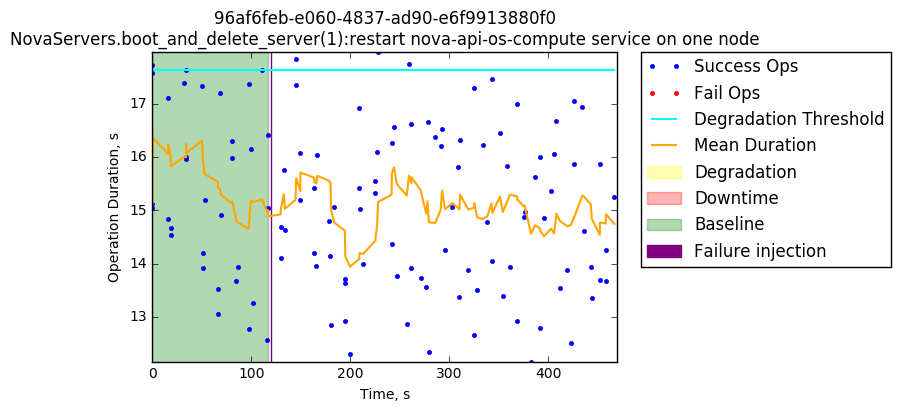 96af6feb-e060-4837-ad90-e6f9913880f0
NovaServers.boot_and_delete_server(1):restart nova-api-os-compute service on one node
Operation Duration, s
17
16
15
14
13
0
100
200
300
400
Time, s
Success Ops
Fail Ops
Degradation Threshold
Mean Duration
Degradation
Downtime
Baseline
Failure injection